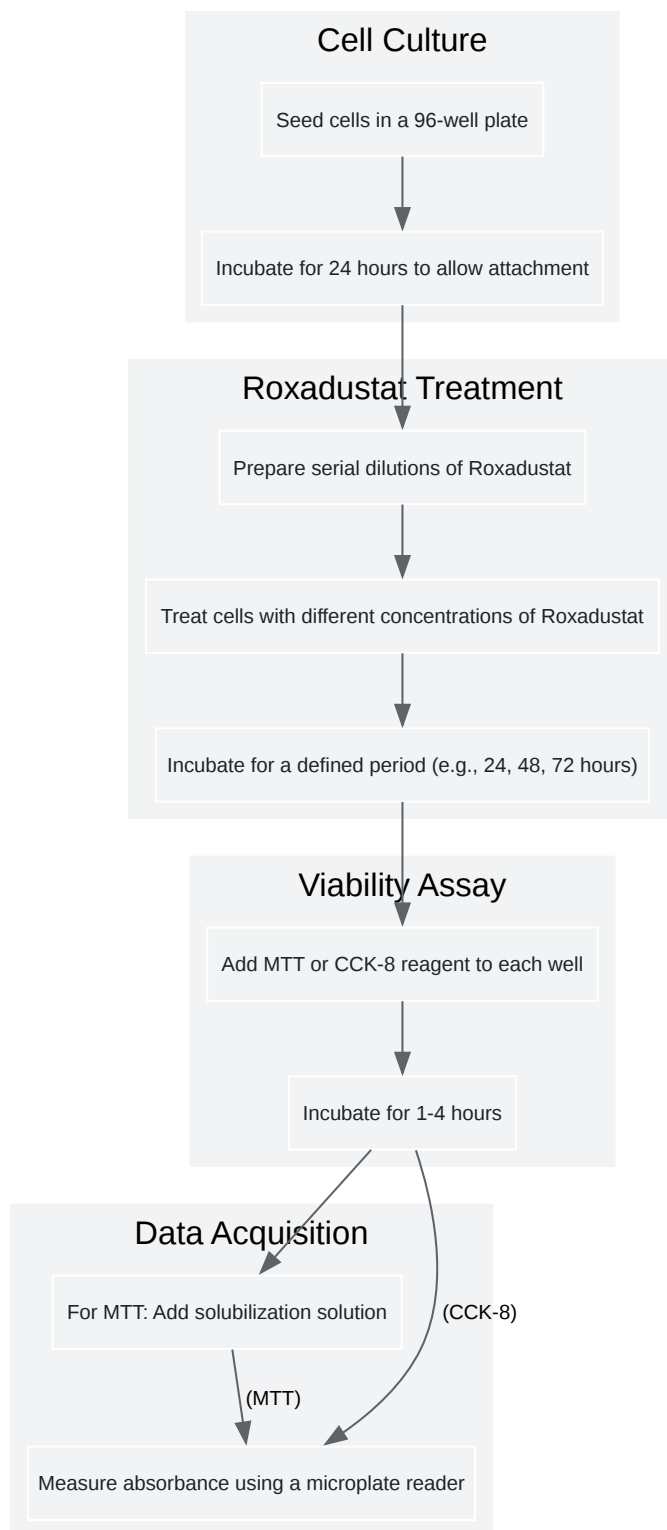 Cell Culture
Seed cells in a 96-well plate
Incubate for 24 hours to allow attachment
Roxadustat Treatment
Prepare serial dilutions of Roxadustat
Treat cells with different concentrations of Roxadustat
Incubate for a defined period (e.g., 24, 48, 72 hours)
Viability Assay
Add MTT or CCK-8 reagent to each well
Incubate for 1-4 hours
Data Acquisition
For MTT: Add solubilization solution
(CCK-8)
(MTT)
Measure absorbance using a microplate reader